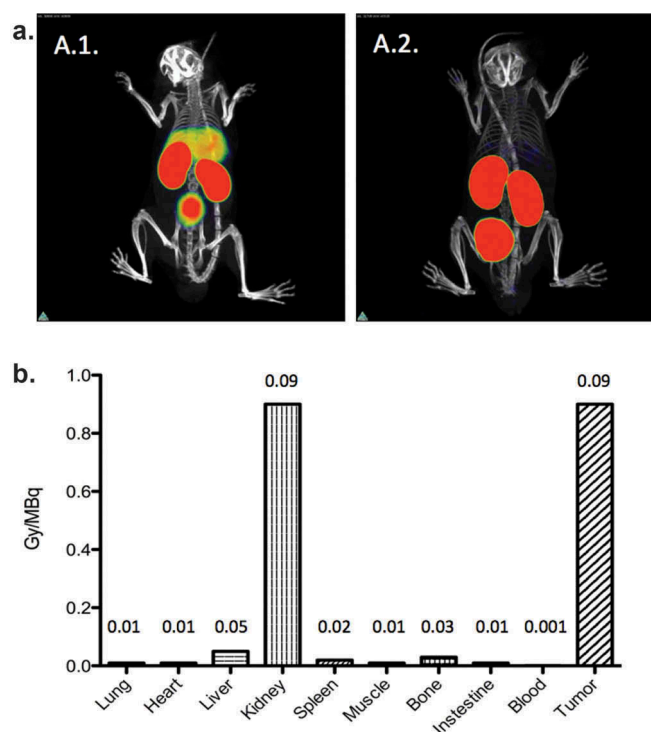 a.
A.1.
A.2.
b.
Gy/MBq
1.0
0.8
0.6
0.4
0.2
0.0
0.01
0.01
0.05
0.09
0.02
0.01
0.03
0.01
0.001
0.09
Lung
Heart
Liver
Kidney
Spleen
Muscle
Bone
Instestine
Blood
Tumor